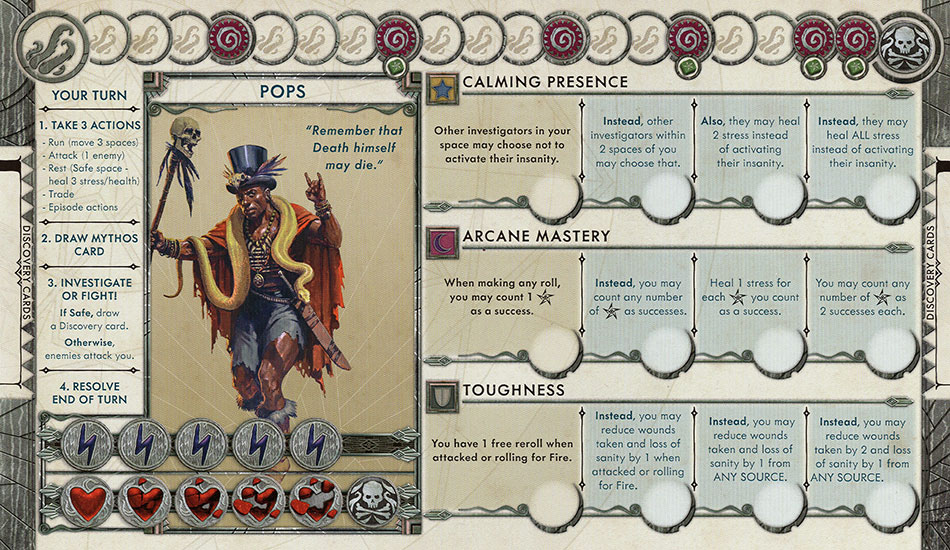 YOUR TURN
1. TAKE 3 ACTIONS
- Run (move 3 spaces)
- Attack (1 enemy)
- Rest (Safe space -
heal 3 stress/health)
- Trade
- Episode actions
2. DRAW MYTHOS
CARD
3. INVESTIGATE
OR FIGHT!
If Safe, draw
a Discovery card.
Otherwise,
enemies attack you.
4. RESOLVE
END OF TURN
DISCOVERY CARDS
POPS
"Remember that
Death himself
may die."
CALMING PRESENCE
Other investigators in your
space may choose not to
activate their insanity.
Instead, other
investigators within
2 spaces of you
may choose that.
Also, they may heal
2 stress instead
of activating
their insanity.
Instead, they may
heal ALL stress
instead of activating
their insanity.
ARCANE MASTERY
When making any roll,
you may count 1
as a success.
Instead, you may
count any number
of as successes.
Heal 1 stress for
each you count
as a success.
You may count any
number of as
2 successes each.
TOUGHNESS
You have 1 free reroll when
attacked or rolling for Fire.
Instead, you may
reduce wounds
taken and loss of
sanity by 1 when
attacked or rolling
for Fire.
Instead, you may
reduce wounds
taken and loss of
sanity by 1 from
ANY SOURCE.
Instead, you may
reduce wounds
taken by 2 and loss
of sanity by 1 from
ANY SOURCE.
DISCOVERY CARDS